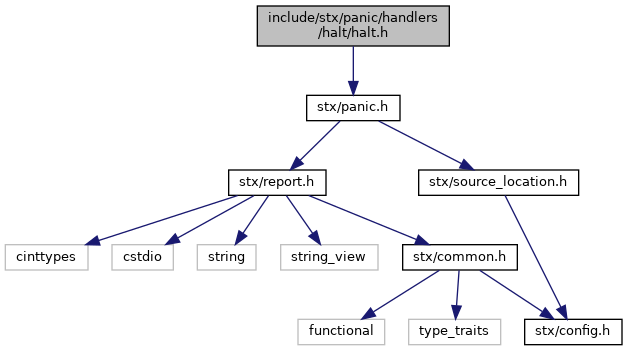 include/stx/panic/handlers
/halt/halt.h
stx/panic.h
stx/report.h
stx/source_location.h
cinttypes
cstdio
string
string_view
stx/common.h
functional
type_traits
stx/config.h